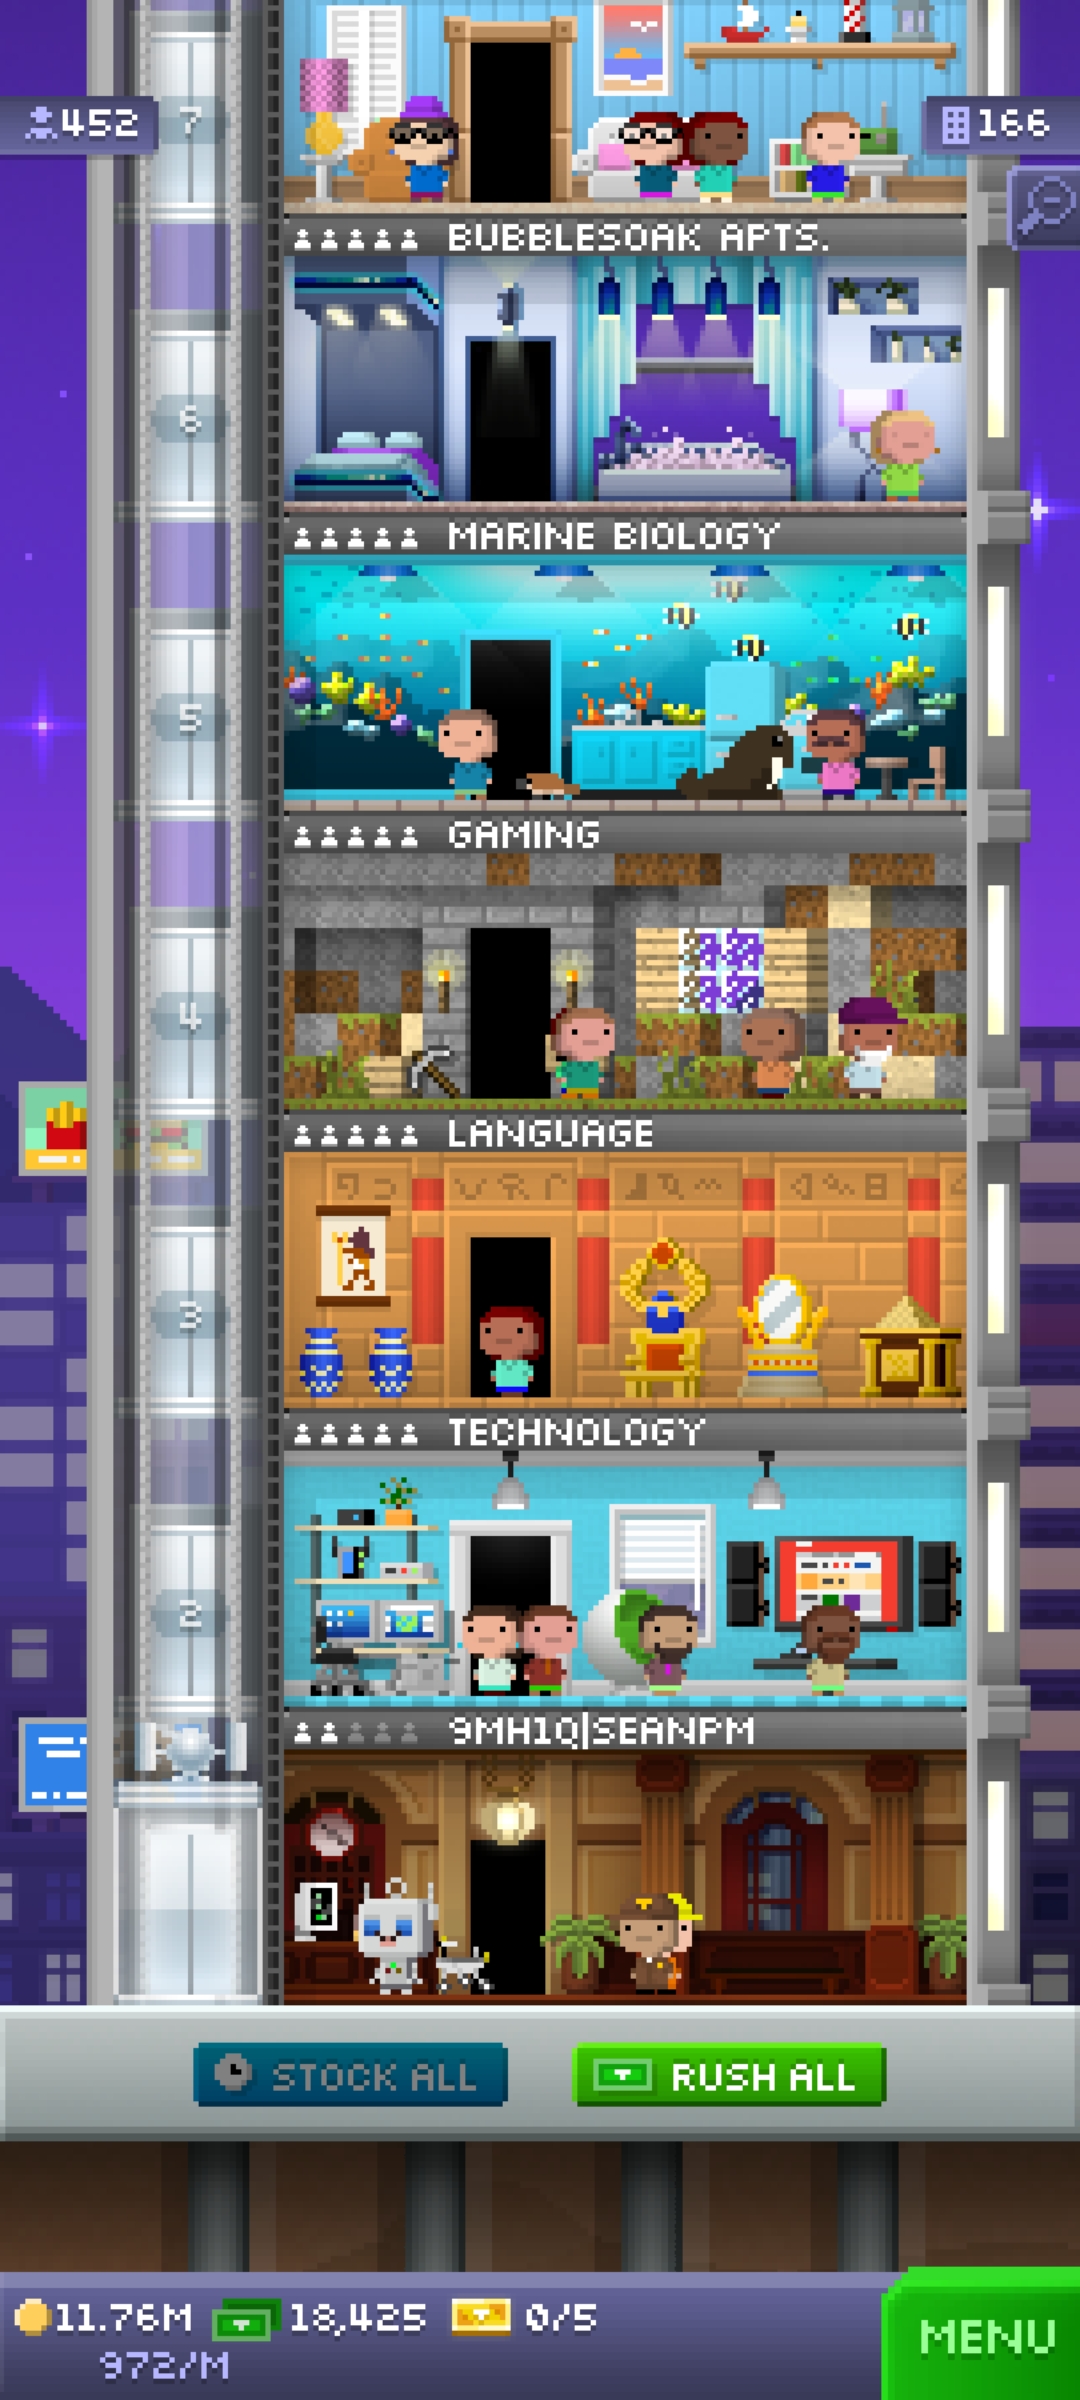 7
452
166
BUBBLESOAK APTS.
6
MARINE BIOLOGY
5
GAMING
4
LANGUAGE
3
TECHNOLOGY
2
9MH1Q|SEANPM
STOCK ALL
RUSH ALL
11.76M
18,425
0/5
972/M
MENU